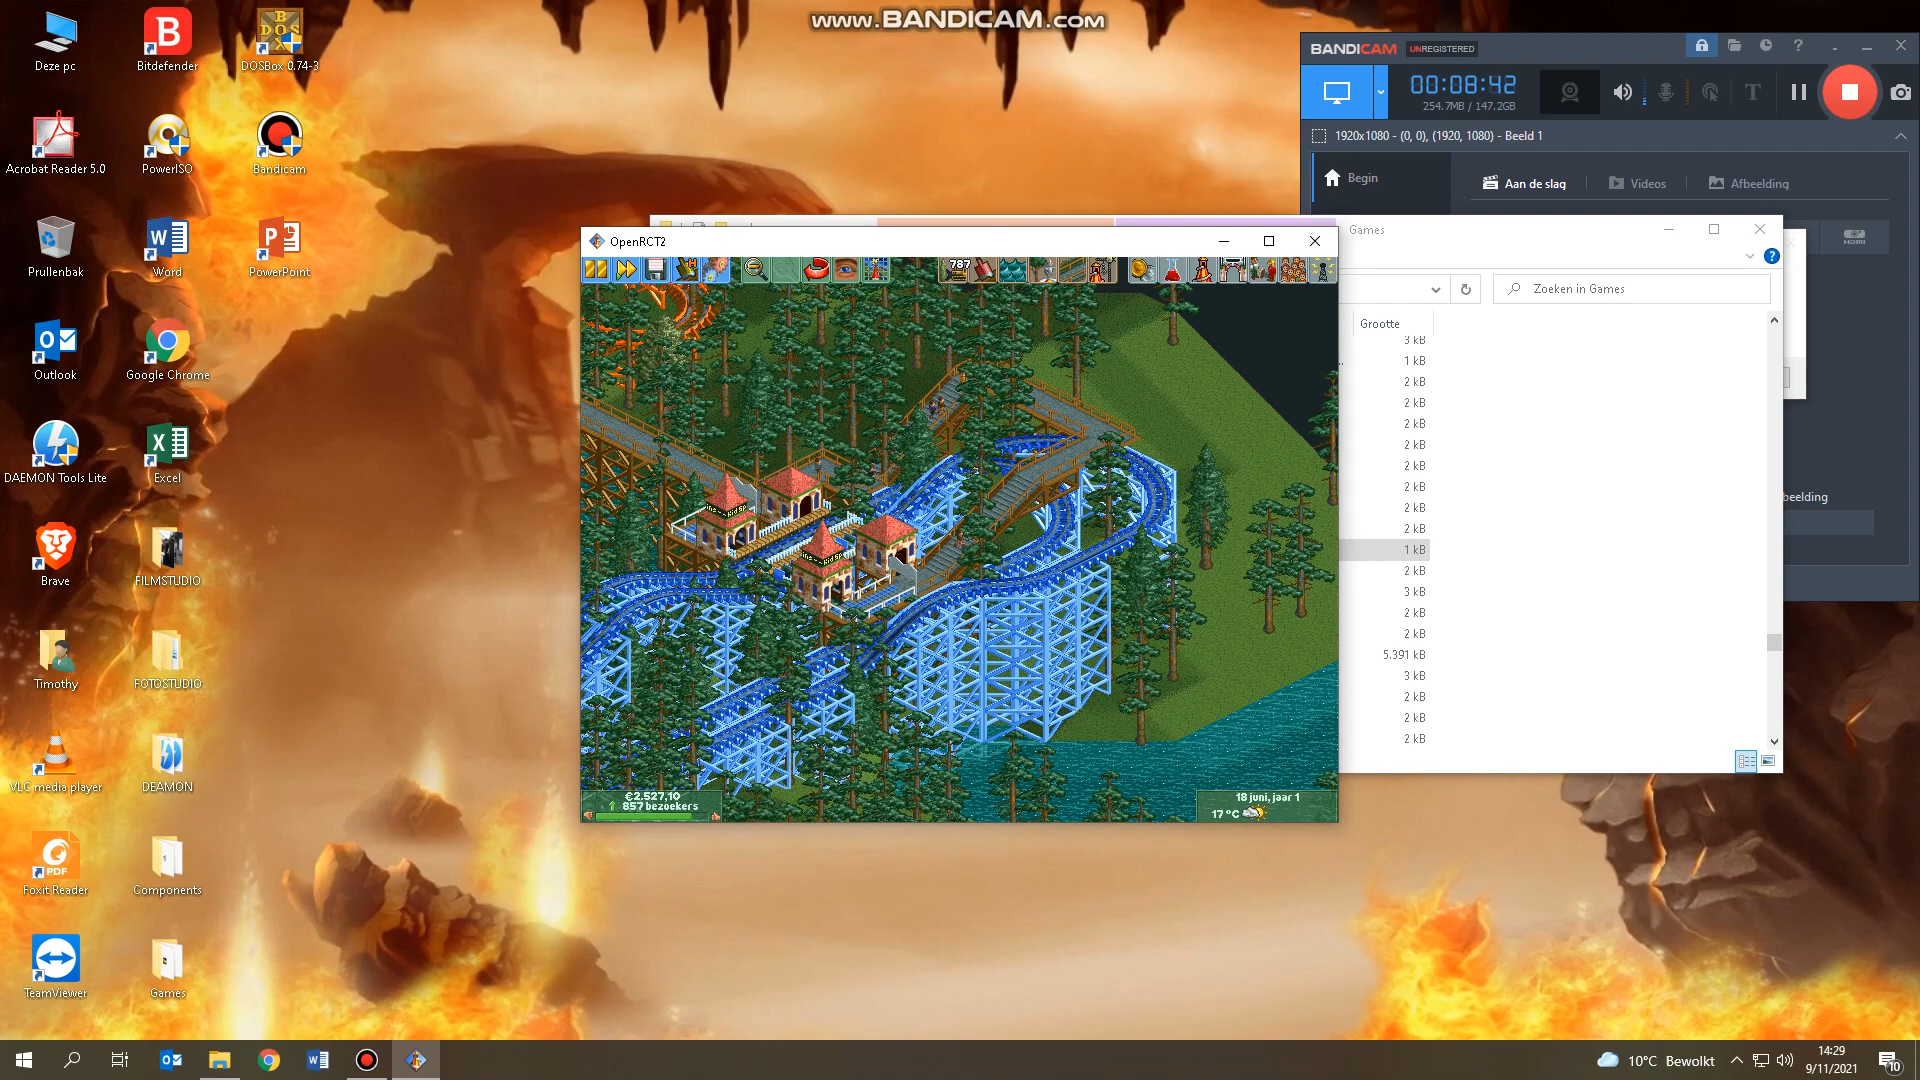 www.BANDICAM.com
Deze pc
Bitdefender
DOSBox 0.74-3
Acrobat Reader 5.0
PowerISO
Bandicam
Prullenbak
Word
PowerPoint
Outlook
Google Chrome
DAEMON Tools Lite
Excel
Brave
FILMSTUDIO
Timothy
FOTOSTUDIO
VLC media player
DEAMON
Foxit Reader
Components
TeamViewer
Games
BANDICAM UNREGISTERED
00:08:42
254.7MB / 147.2GB
1920x1080 - (0, 0), (1920, 1080) - Beeld 1
Begin
Aan de slag
Videos
Afbeelding
HDMI
beelding
Games
Zoeken in Games
Grootte
3 kB
1 kB
2 kB
2 kB
2 kB
2 kB
2 kB
2 kB
2 kB
2 kB
1 kB
2 kB
3 kB
2 kB
2 kB
5.391 kB
3 kB
2 kB
2 kB
2 kB
OpenRCT2
787
€2.527,10
857 bezoekers
18 juni, jaar 1
17 °C
10°C Bewolkt
14:29
9/11/2021
10